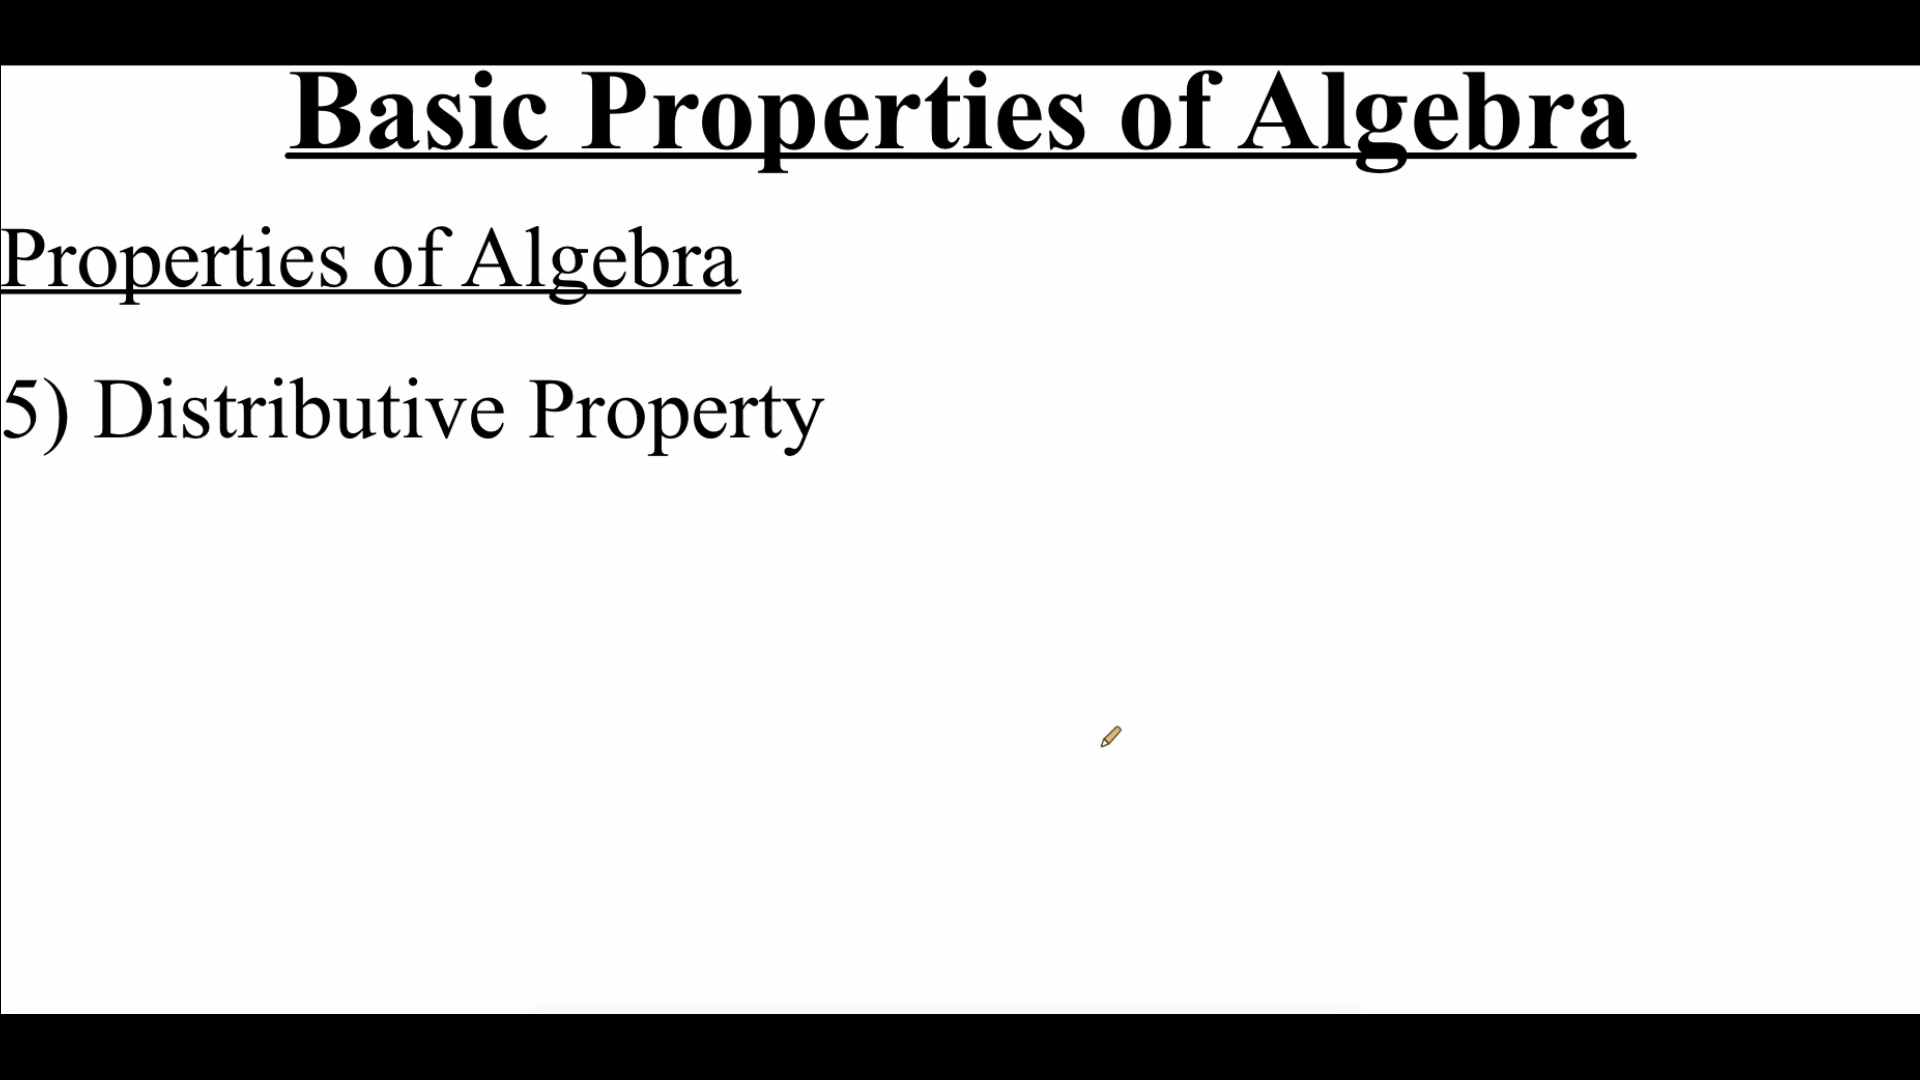 Basic Properties of Algebra
Properties of Algebra
5) Distributive Property